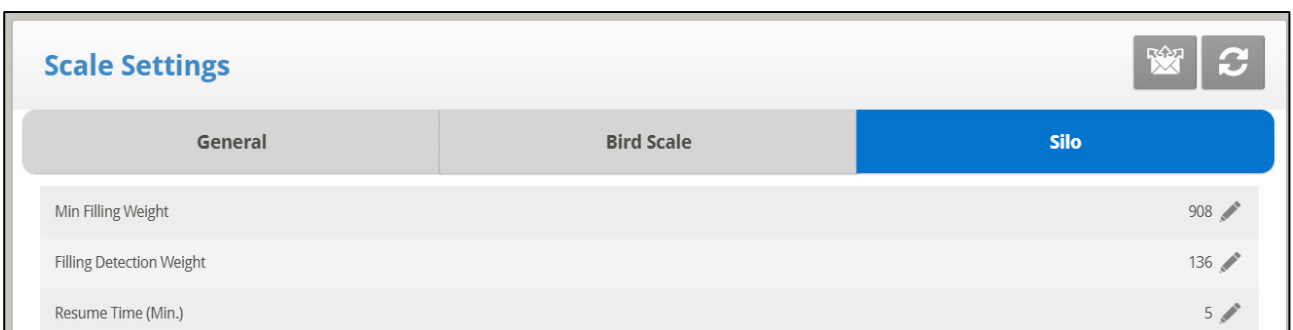 Scale Settings
General Bird Scale Silo
Min Filling Weight 908
Filling Detection Weight 136
Resume Time (Min.) 5